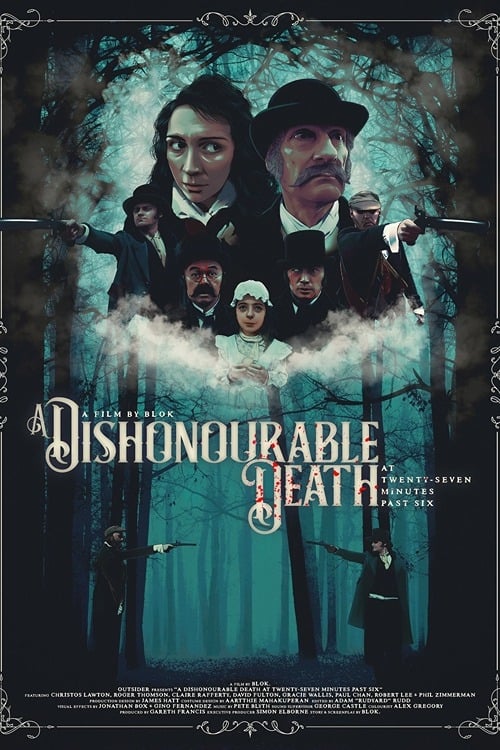 A FILM BY BLOK
A DISHONOURABLE
DEATH
AT
TWENTY-SEVEN
MINUTES
PAST SIX
A FILM BY BLOK.
OUTSIDER PRESENTS "A DISHONOURABLE DEATH AT TWENTY-SEVEN MINUTES PAST SIX"
FEATURING CHRISTOS LAWTON, ROGER THOMSON, CLAIRE RAFFERTY, DAVID FULTON, GRACIE WALLIS, PAUL CHAN, ROBERT LEE + PHIL ZIMMERMAN
PRODUCTION DESIGN BY JAMES HATT COSTUME DESIGN BY ARTTIGE MAHAKUPERAN EDITED BY ADAM "RUDYARD" RUDD
VISUAL EFFECTS BY JONATHAN BOX + GINO FERNANDEZ MUSIC BY PETE BLYTH SOUND SUPERVISOR GEORGE CASTLE COLOURIST ALEX GREGORY
PRODUCED BY GARETH FRANCIS EXECUTIVE PRODUCER SIMON ELBORNE STORY & SCREENPLAY BY BLOK.